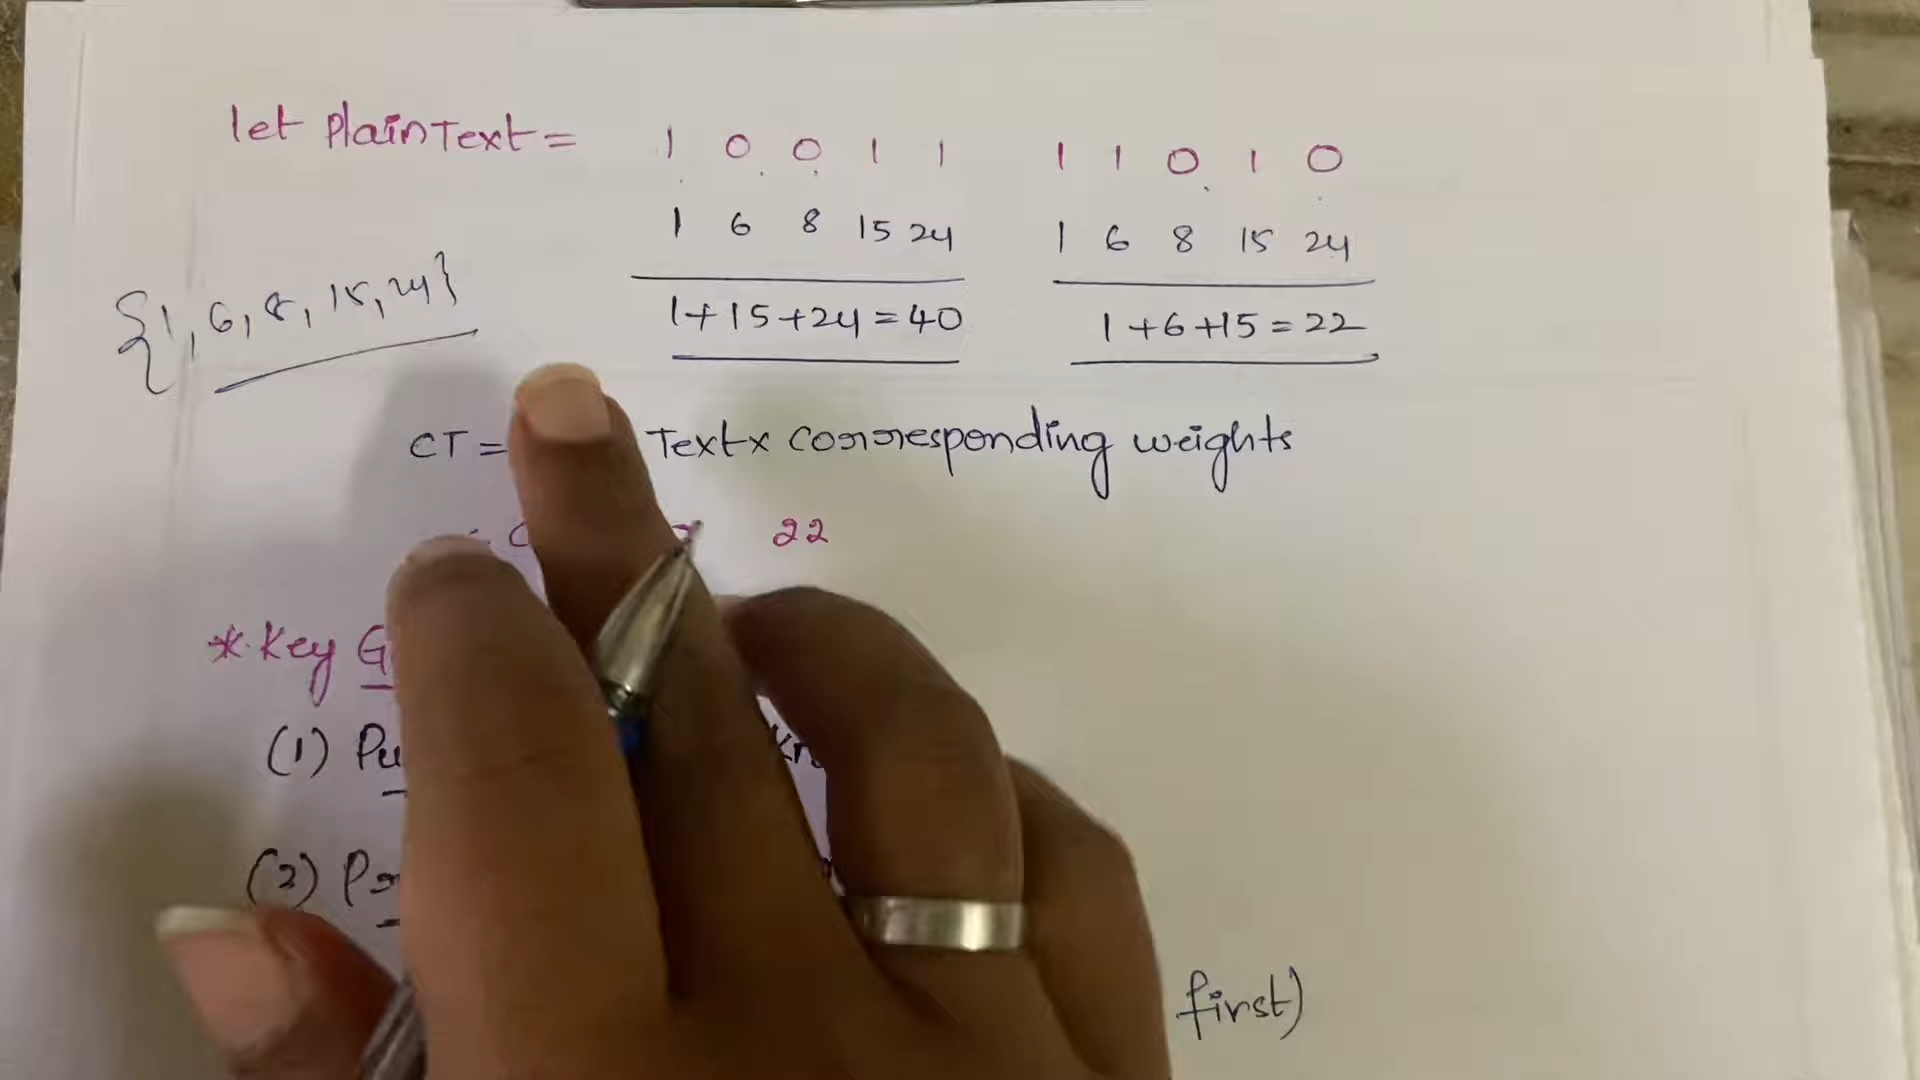 let PlainText = 1 0 0 1 1 1 1 0 1 0
1 6 8 15 24 1 6 8 15 24
{1, 6, 8, 15, 24}
1+15+24=40 1+6+15=22
CT = Text x corresponding weights
22
* Key
(1)
(2)
first)